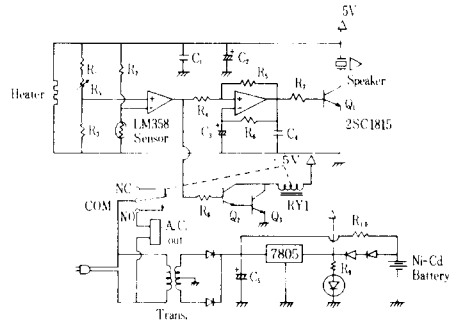 5V
C₁
C₂
R.
R₂
R₅
Speaker
Heater
R₁
R₄
R₇
Q₁
2SC1815
R₃
LM358
Sensor
C₃
R₆
C₄
NC
5V
COM
NO
R₈
Q₂
Q₃
RY1
A.C.
out
R₁₀
7805
C₅
R₉
Ni-Cd
Battery
Trans.